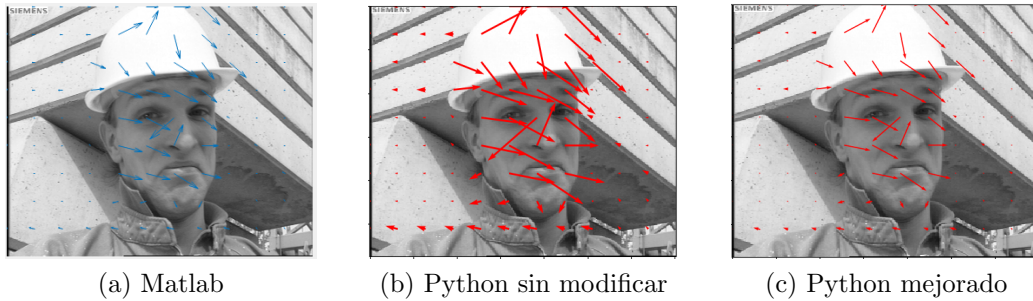 SIEMENS
SIEMENS
SIEMENS
(a) Matlab
(b) Python sin modificar
(c) Python mejorado